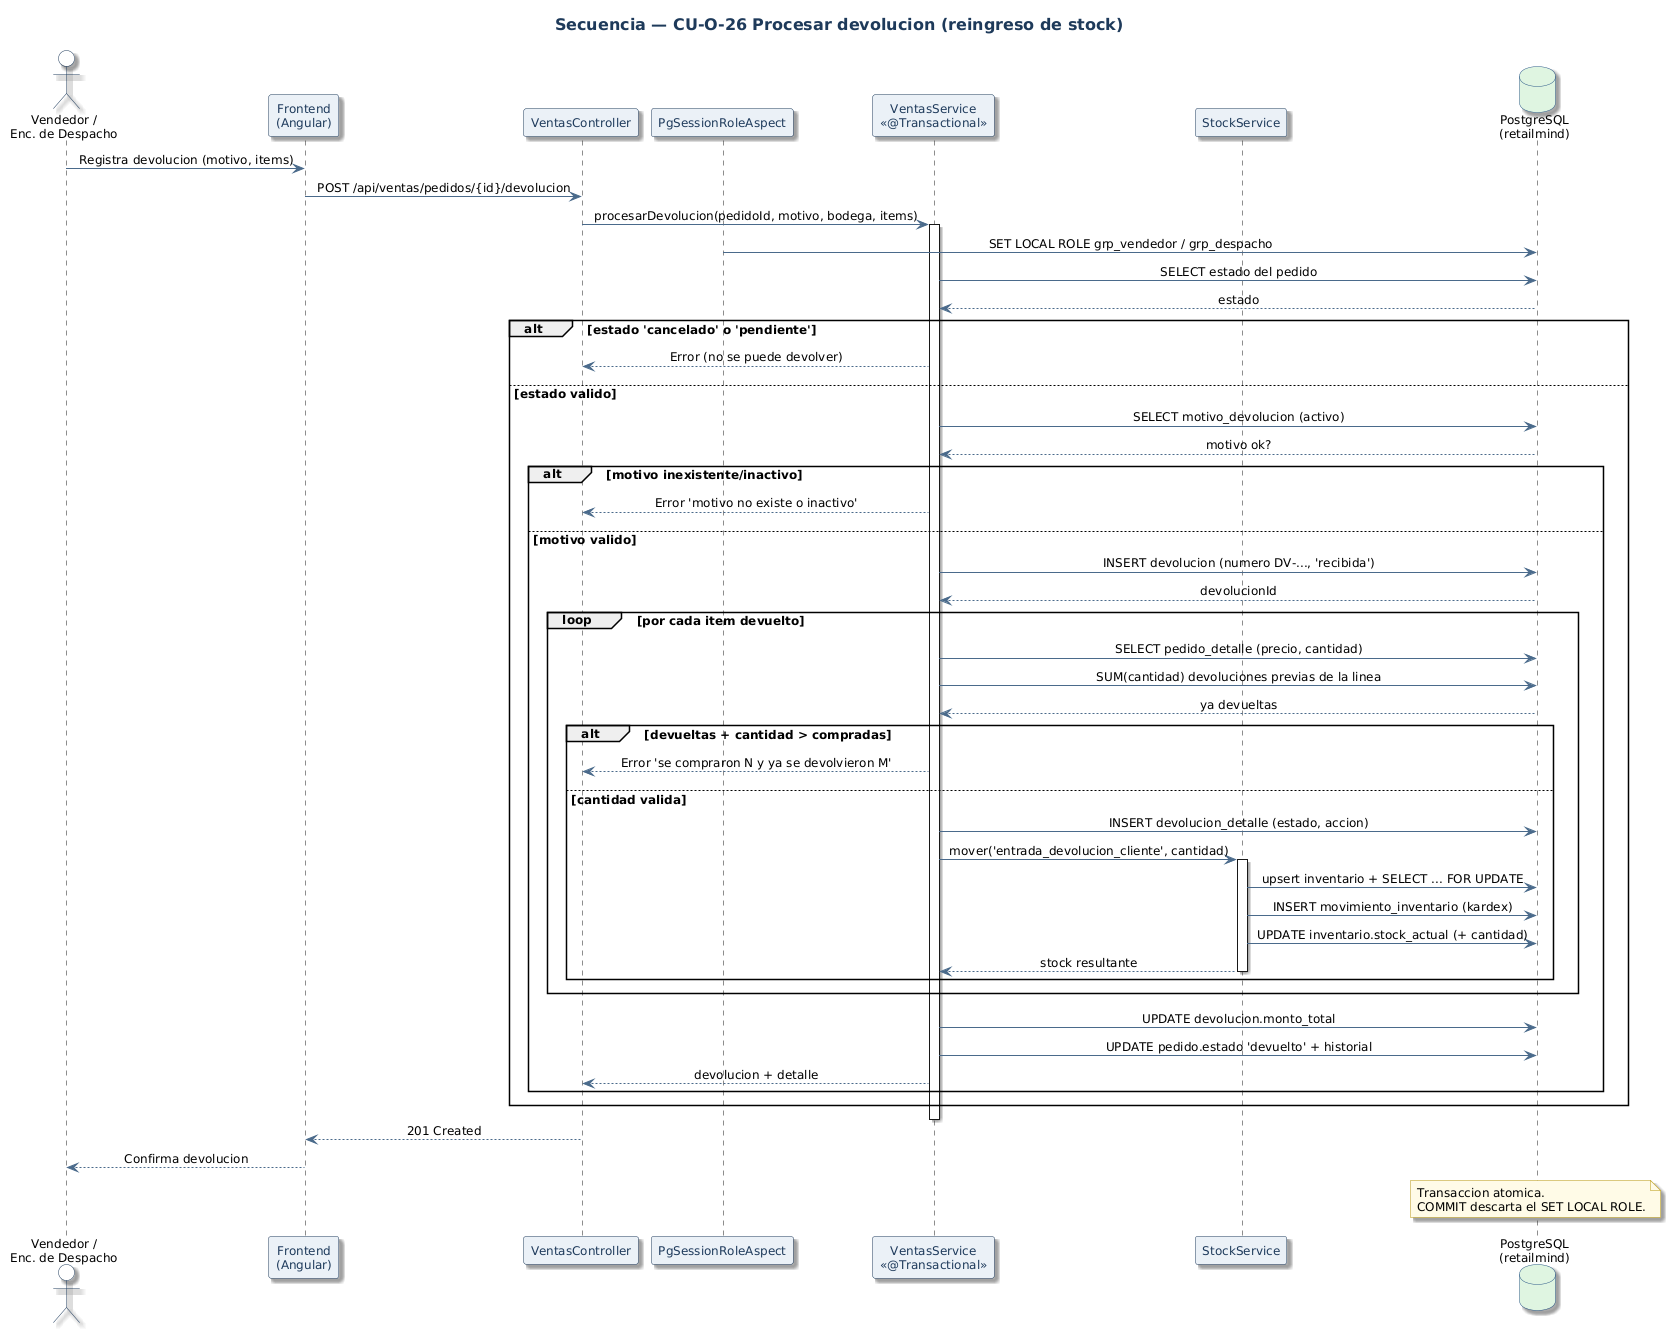 Secuencia — CU-O-26 Procesar devolucion (reingreso de stock)
Vendedor /
Enc. de Despacho
Frontend
(Angular)
VentasController
PgSessionRoleAspect
VentasService
«@Transactional»
StockService
PostgreSQL
(retailmind)
Registra devolucion (motivo, items)
POST /api/ventas/pedidos/{id}/devolucion
procesarDevolucion(pedidoId, motivo, bodega, items)
SET LOCAL ROLE grp_vendedor / grp_despacho
SELECT estado del pedido
estado
alt
[estado 'cancelado' o 'pendiente']
Error (no se puede devolver)
[estado valido]
SELECT motivo_devolucion (activo)
motivo ok?
alt
[motivo inexistente/inactivo]
Error 'motivo no existe o inactivo'
[motivo valido]
INSERT devolucion (numero DV-..., 'recibida')
devolucionId
loop
[por cada item devuelto]
SELECT pedido_detalle (precio, cantidad)
SUM(cantidad) devoluciones previas de la linea
ya devueltas
alt
[devueltas + cantidad > compradas]
Error 'se compraron N y ya se devolvieron M'
[cantidad valida]
INSERT devolucion_detalle (estado, accion)
mover('entrada_devolucion_cliente', cantidad)
upsert inventario + SELECT ... FOR UPDATE
INSERT movimiento_inventario (kardex)
UPDATE inventario.stock_actual (+ cantidad)
stock resultante
UPDATE devolucion.monto_total
UPDATE pedido.estado 'devuelto' + historial
devolucion + detalle
201 Created
Confirma devolucion
Transaccion atomica.
COMMIT descarta el SET LOCAL ROLE.
Vendedor /
Enc. de Despacho
Frontend
(Angular)
VentasController
PgSessionRoleAspect
VentasService
«@Transactional»
StockService
PostgreSQL
(retailmind)